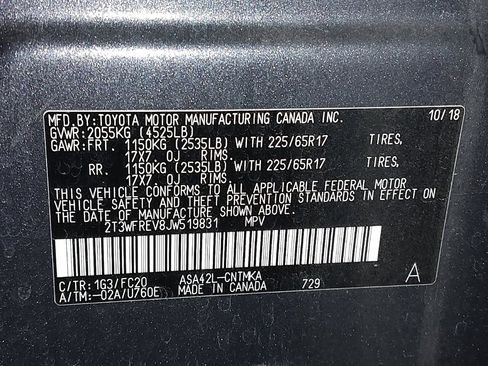 MFD.BY:TOYOTA MOTOR MANUFACTURING CANADA INC. 10/18
GVWR:2055KG (4525LB)
GAWR:FRT. 1150KG (2535LB) WITH 225/65R17 TIRES,
17X7.0J RIMS.
RR. 1150KG (2535LB) WITH 225/65R17 TIRES,
17X7.0J RIMS.
THIS VEHICLE CONFORMS TO ALL APPLICABLE FEDERAL MOTOR
VEHICLE SAFETY AND THEFT PREVENTION STANDARDS IN EFFECT ON
THE DATE OF MANUFACTURE SHOWN ABOVE.
2T3WFREV8JW519831 MPV
C/TR:1G3/FC20 ASA42L-CNTMKA A
A/TM:-02A/U760E MADE IN CANADA 729